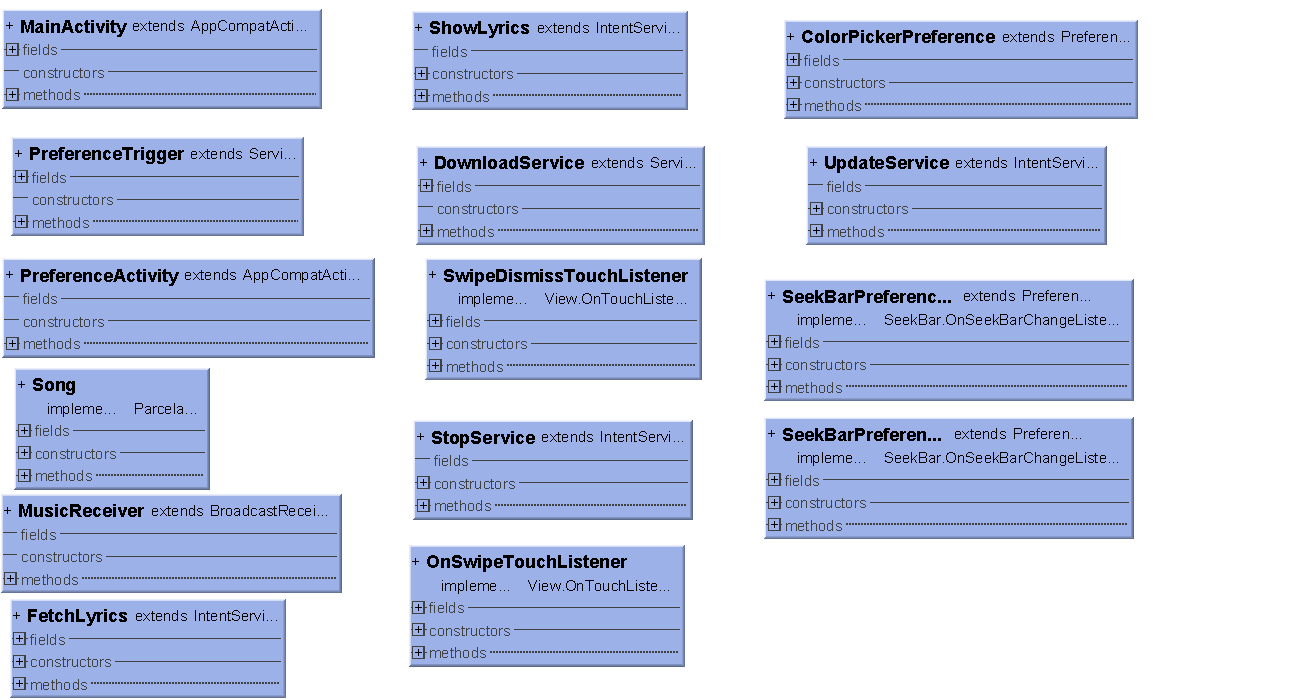 + MainActivity extends AppCompatActi...
+ fields
constructors
+ methods
+ PreferenceTrigger extends Servi...
+ fields
constructors
+ methods
+ PreferenceActivity extends AppCompatActi...
fields
constructors
+ methods
+ Song
impleme... Parcela...
+ fields
+ constructors
+ methods
+ MusicReceiver extends BroadcastRecei...
fields
constructors
+ methods
+ FetchLyrics extends IntentServi...
+ fields
+ constructors
+ methods
+ ShowLyrics extends IntentServi...
fields
+ constructors
+ methods
+ DownloadService extends Servi...
+ fields
constructors
+ methods
+ SwipeDismissTouchListener
impleme... View.OnTouchListe...
+ fields
+ constructors
+ methods
+ StopService extends IntentServi...
fields
+ constructors
+ methods
+ OnSwipeTouchListener
impleme... View.OnTouchListe...
+ fields
+ constructors
+ methods
+ ColorPickerPreference extends Preferen...
+ fields
+ constructors
+ methods
+ UpdateService extends IntentServi...
fields
+ constructors
+ methods
+ SeekBarPreferenc... extends Preferen...
impleme... SeekBar.OnSeekBarChangeListe...
+ fields
+ constructors
+ methods
+ SeekBarPreferen... extends Preferen...
impleme... SeekBar.OnSeekBarChangeListe...
+ fields
+ constructors
+ methods